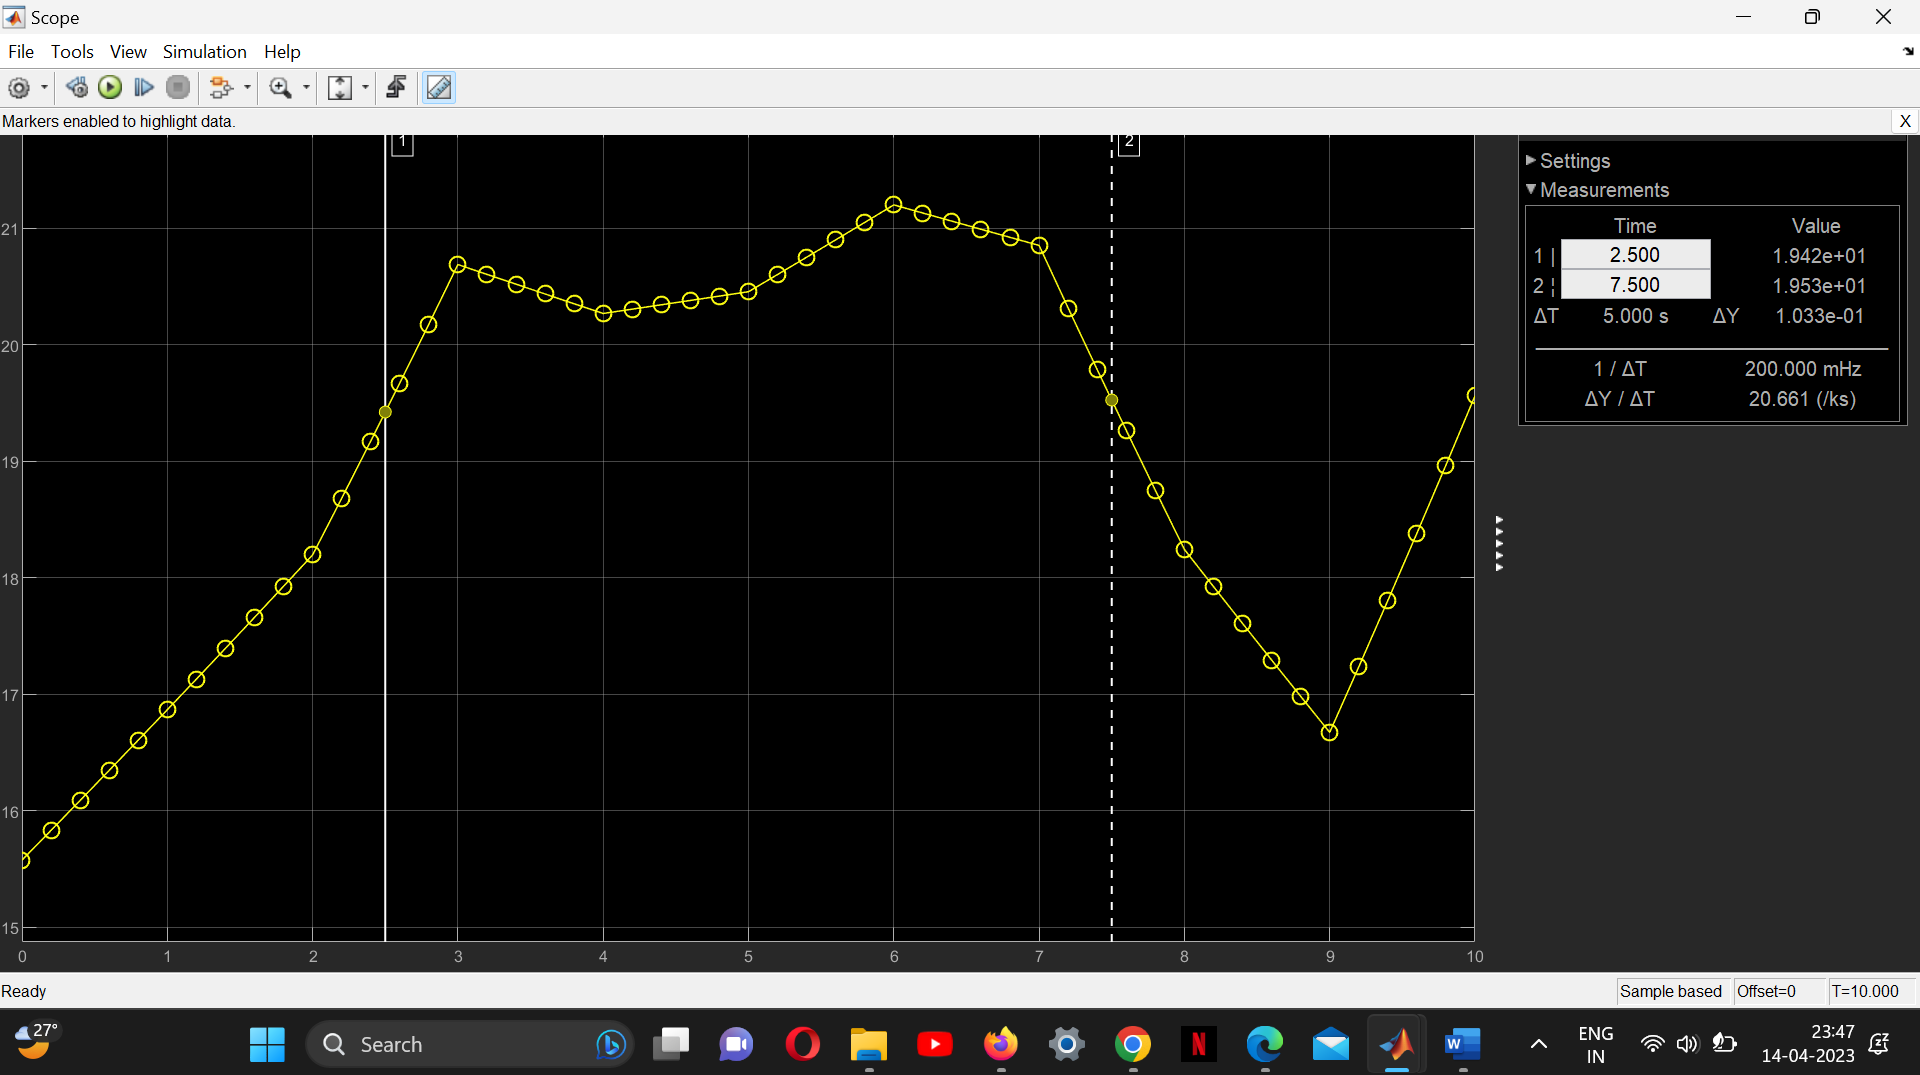 Scope
File Tools View Simulation Help
Markers enabled to highlight data.
X
1
2
21
20
19
18
17
16
15
0 1 2 3 4 5 6 7 8 9 10
Settings
Measurements
Time Value
1 | 2.500 1.942e+01
2 ¦ 7.500 1.953e+01
ΔT 5.000 s ΔY 1.033e-01
1 / ΔT 200.000 mHz
ΔY / ΔT 20.661 (/ks)
Ready
Sample based Offset=0 T=10.000
27°
Search
N
W
ENG
IN
23:47
14-04-2023